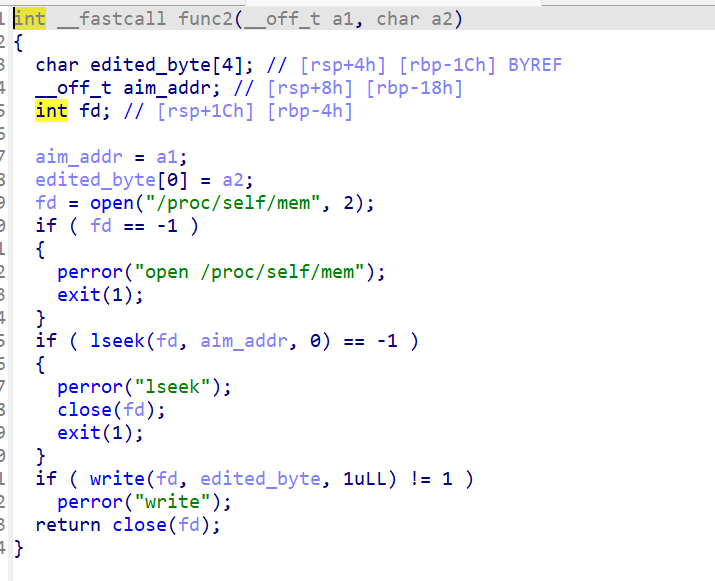 1 int __fastcall func2(__off_t a1, char a2)
2 {
3   char edited_byte[4]; // [rsp+4h] [rbp-1Ch] BYREF
4   __off_t aim_addr; // [rsp+8h] [rbp-18h]
5   int fd; // [rsp+1Ch] [rbp-4h]
6
7   aim_addr = a1;
8   edited_byte[0] = a2;
9   fd = open("/proc/self/mem", 2);
0   if ( fd == -1 )
1   {
2     perror("open /proc/self/mem");
3     exit(1);
4   }
5   if ( lseek(fd, aim_addr, 0) == -1 )
6   {
7     perror("lseek");
8     close(fd);
9     exit(1);
0   }
1   if ( write(fd, edited_byte, 1uLL) != 1 )
2     perror("write");
3   return close(fd);
4 }